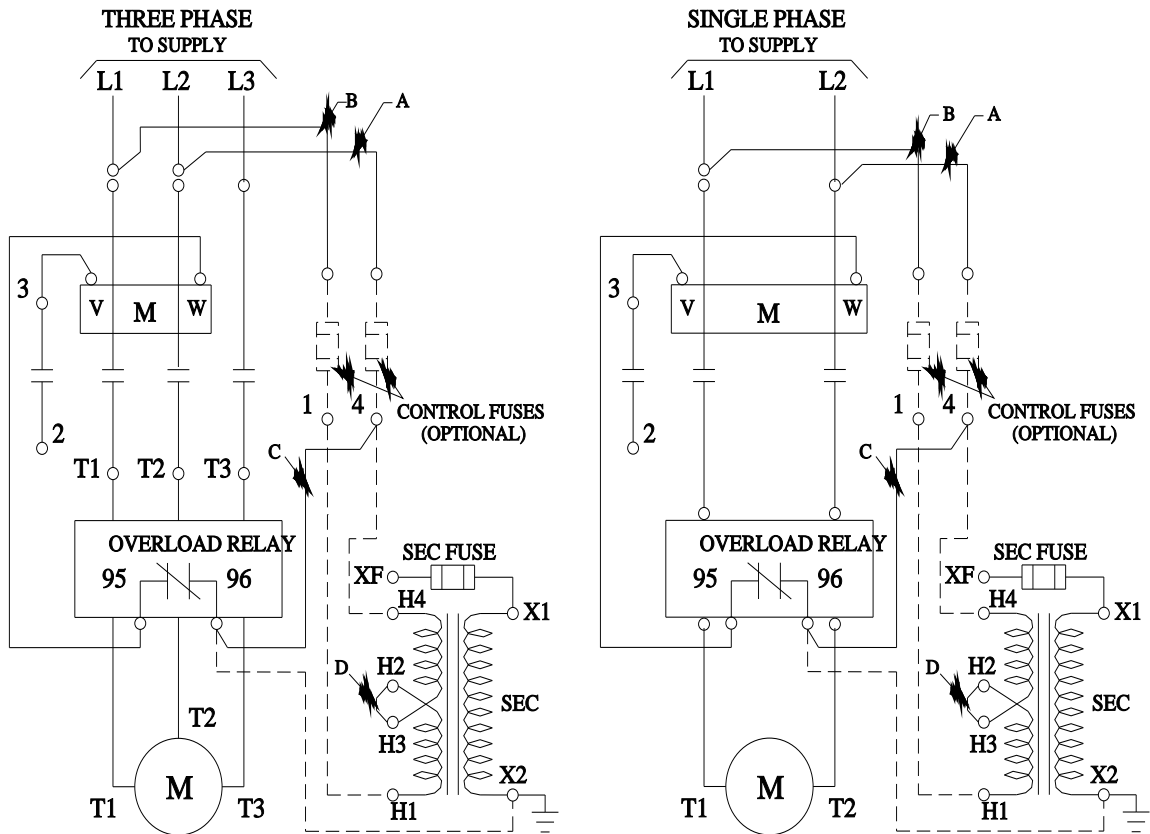 THREE PHASE
TO SUPPLY
L1 L2 L3
B A
3
V M W
1 4
CONTROL FUSES
(OPTIONAL)
2
C
T1 T2 T3
OVERLOAD RELAY
95 96
SEC FUSE
XF
H4 X1
D H2
SEC
H3
T2
M
X2
T1 T3
H1
SINGLE PHASE
TO SUPPLY
L1 L2
B A
3
V M W
1 4
CONTROL FUSES
(OPTIONAL)
2
C
OVERLOAD RELAY
95 96
SEC FUSE
XF
H4 X1
D H2
SEC
H3
M
X2
T1 T2
H1